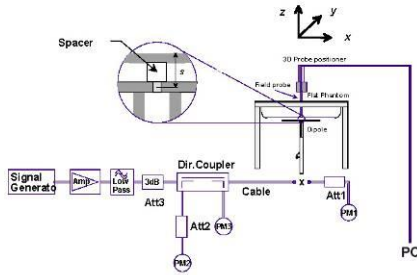 z
y
x
Spacer
s
3D Probe positioner
Field probe
Flat Phantom
Dipole
Signal
Generato
Amp
Low
Pass
3dB
Att3
Dir.Coupler
Cable
x
Att1
Att2
PM3
PM1
PM2
PC